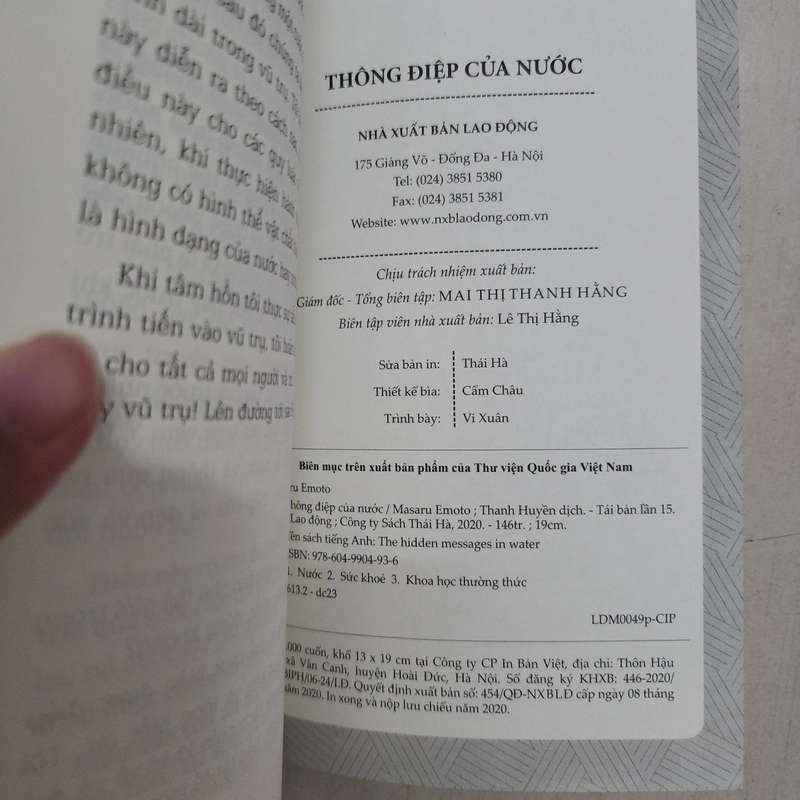 sau đó chúng
dài trong vũ trụ.
này diễn ra theo cách
điều này cho các quy
nhiên, khi thực hiện
không có hình thể vật chất
là hình dạng của nước hay
Khi tâm hồn tôi thực sự
trình tiến vào vũ trụ, tôi
cho tất cả mọi người và
vũ trụ! Lên đường tôi
THÔNG ĐIỆP CỦA NƯỚC
NHÀ XUẤT BẢN LAO ĐỘNG
175 Giảng Võ - Đống Đa - Hà Nội
Tel: (024) 3851 5380
Fax: (024) 3851 5381
Website: www.nxblaodong.com.vn
Chịu trách nhiệm xuất bản:
Giám đốc - Tổng biên tập: MAI THỊ THANH HẰNG
Biên tập viên nhà xuất bản: Lê Thị Hằng
Sửa bản in: Thái Hà
Thiết kế bìa: Cẩm Châu
Trình bày: Vi Xuân
Biên mục trên xuất bản phẩm của Thư viện Quốc gia Việt Nam
Emoto
hông điệp của nước / Masaru Emoto ; Thanh Huyền dịch. - Tái bản lần 15.
Lao động ; Công ty Sách Thái Hà, 2020. - 146tr. ; 19cm.
ên sách tiếng Anh: The hidden messages in water
ISBN: 978-604-9904-93-6
1. Nước 2. Sức khoẻ 3. Khoa học thường thức
613.2 - dc23
LDM0049p-CIP
.000 cuốn, khổ 13 x 19 cm tại Công ty CP In Bản Việt, địa chỉ: Thôn Hậu
xã Vân Canh, huyện Hoài Đức, Hà Nội. Số đăng ký KHXB: 446-2020/
BIPH/06-24/LĐ. Quyết định xuất bản số: 454/QĐ-NXBLĐ cấp ngày 08 tháng
năm 2020. In xong và nộp lưu chiểu năm 2020.